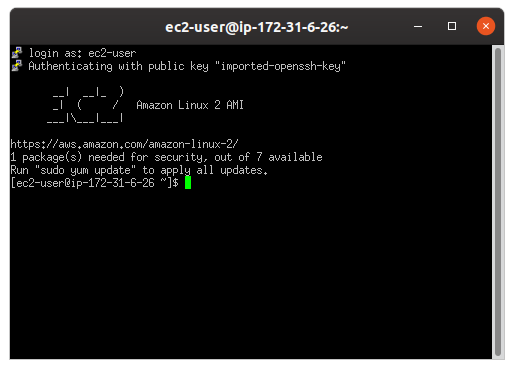 ec2-user@ip-172-31-6-26:~
login as: ec2-user
Authenticating with public key "imported-openssh-key"
       __|  __|_  )
       _|  (     /   Amazon Linux 2 AMI
      ___|\___|___|
https://aws.amazon.com/amazon-linux-2/
1 package(s) needed for security, out of 7 available
Run "sudo yum update" to apply all updates.
[ec2-user@ip-172-31-6-26 ~]$